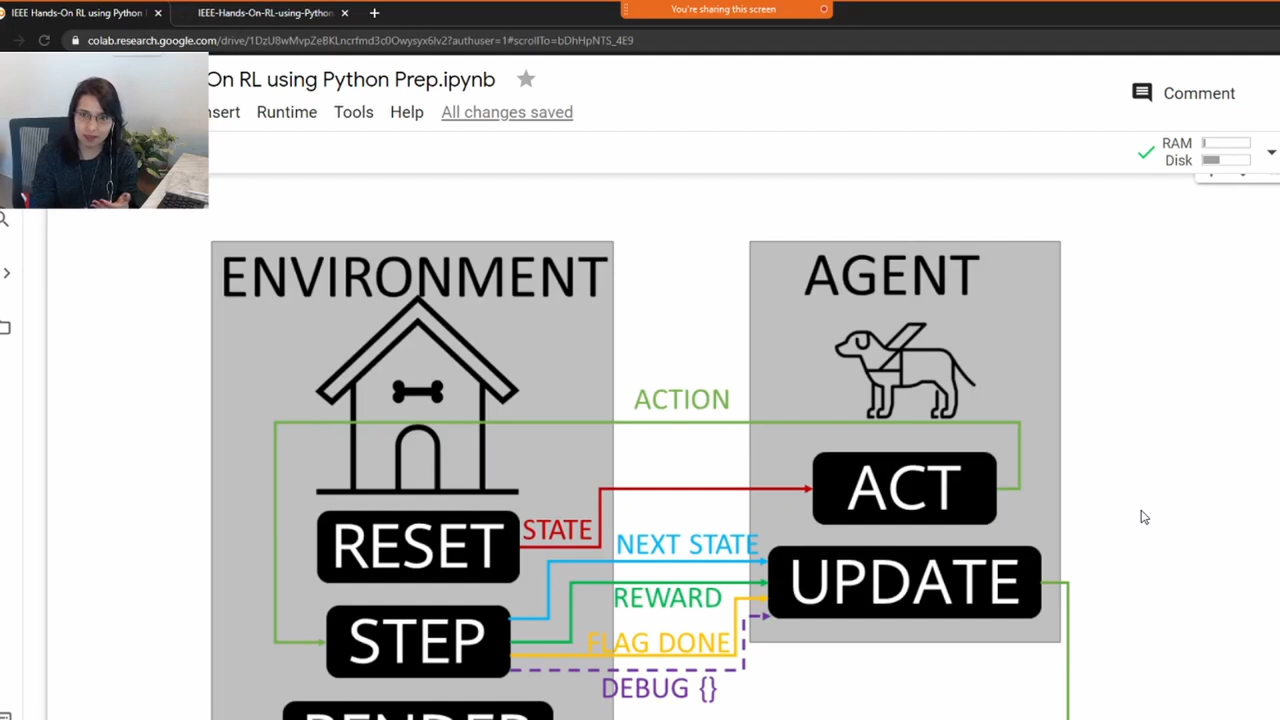 IEEE Hands-On RL using Python
IEEE-Hands-On-RL-using-Python
You're sharing this screen
colab.research.google.com/drive/1DzU8wMvpZeBKLncrfmd3c0Owysyx6lv2?authuser=1#scrollTo=bDhHpNTS_4E9
On RL using Python Prep.ipynb
Comment
nsert Runtime Tools Help All changes saved
RAM
Disk
ENVIRONMENT
AGENT
ACTION
ACT
STATE
RESET
NEXT STATE
UPDATE
REWARD
STEP
FLAG DONE
DEBUG {}
RENDER